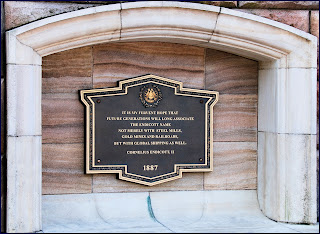 It is my fervent hope that
future generations will long associate
the Endicott name
not merely with steel mills,
gold mines and railroads,
but with global shipping as well.
Cornelius Endicott II
1887